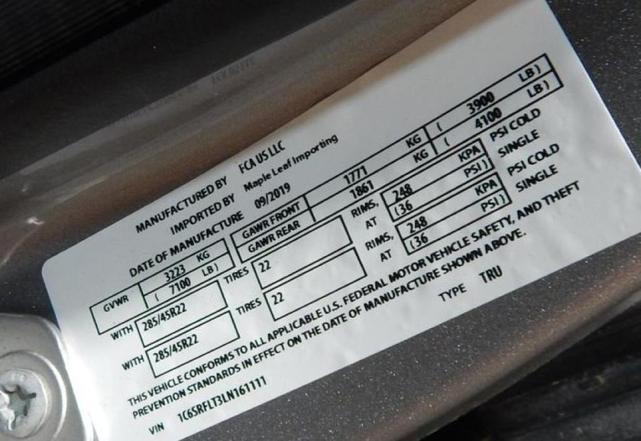 MANUFACTURED BY FCA US LLC
IMPORTED BY Maple Leaf Importing
DATE OF MANUFACTURE 09/2019
GVWR 3223 KG ( 7100 LB )
GAWR FRONT 1771 KG ( 3900 LB )
GAWR REAR 1861 KG ( 4100 LB )
WITH 285/45R22 TIRES 22 RIMS, AT 248 KPA (36 PSI ) PSI COLD SINGLE
WITH 285/45R22 TIRES 22 RIMS, AT 248 KPA (36 PSI ) PSI COLD SINGLE
THIS VEHICLE CONFORMS TO ALL APPLICABLE U.S. FEDERAL MOTOR VEHICLE SAFETY, AND THEFT
PREVENTION STANDARDS IN EFFECT ON THE DATE OF MANUFACTURE SHOWN ABOVE.
VIN 1C6SRFLT3LN161111 TYPE TRU